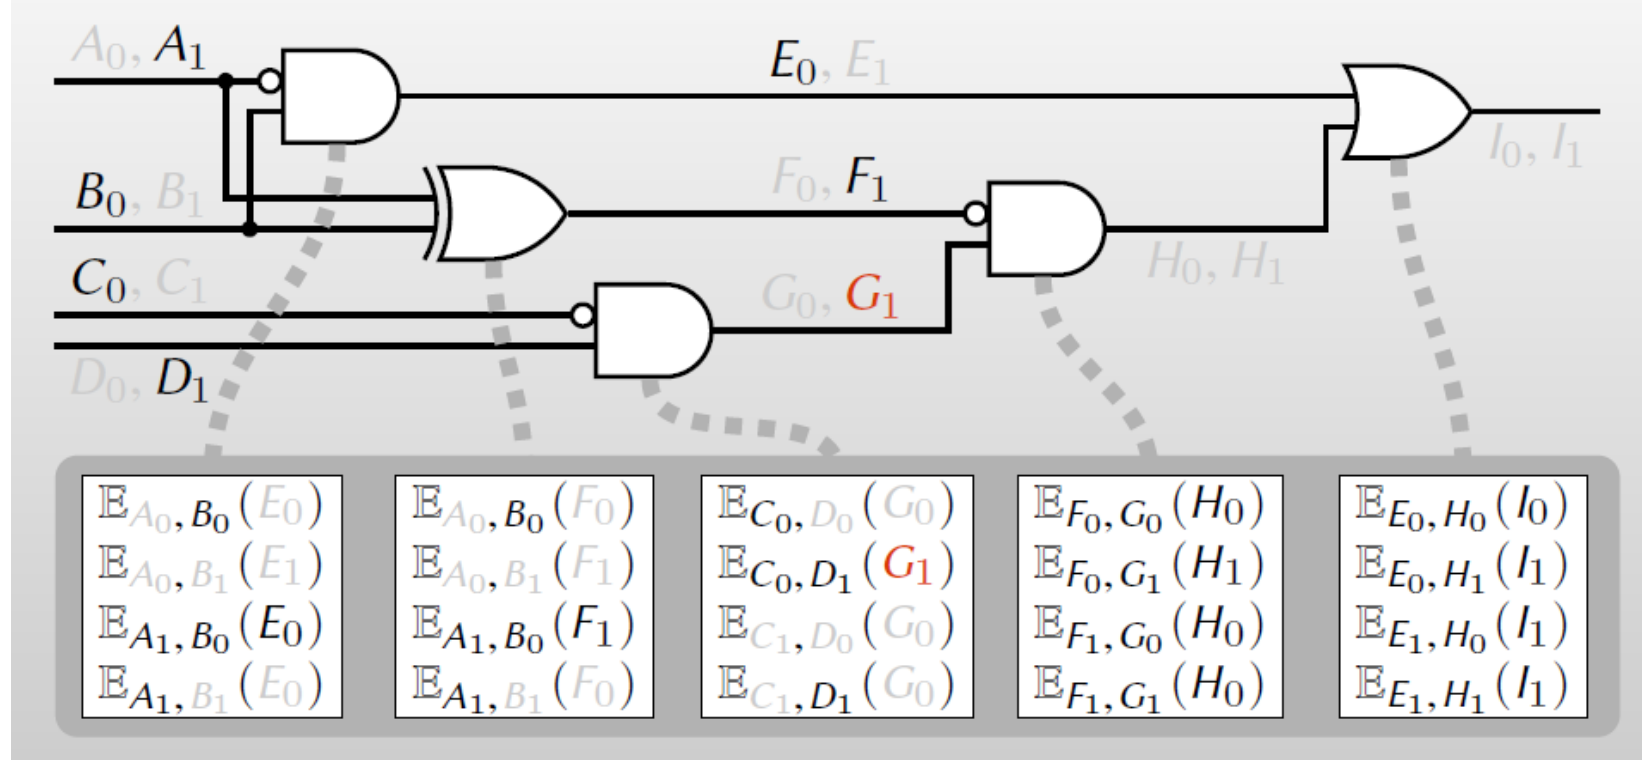 A₀, A₁
E₀, E₁
I₀, I₁
B₀, B₁
F₀, F₁
H₀, H₁
C₀, C₁
G₀, G₁
D₀, D₁
𝔼A₀,B₀(E₀)
𝔼A₀,B₁(E₁)
𝔼A₁,B₀(E₀)
𝔼A₁,B₁(E₀)
𝔼A₀,B₀(F₀)
𝔼A₀,B₁(F₁)
𝔼A₁,B₀(F₁)
𝔼A₁,B₁(F₀)
𝔼C₀,D₀(G₀)
𝔼C₀,D₁(G₁)
𝔼C₁,D₀(G₀)
𝔼C₁,D₁(G₀)
𝔼F₀,G₀(H₀)
𝔼F₀,G₁(H₁)
𝔼F₁,G₀(H₀)
𝔼F₁,G₁(H₀)
𝔼E₀,H₀(I₀)
𝔼E₀,H₁(I₁)
𝔼E₁,H₀(I₁)
𝔼E₁,H₁(I₁)